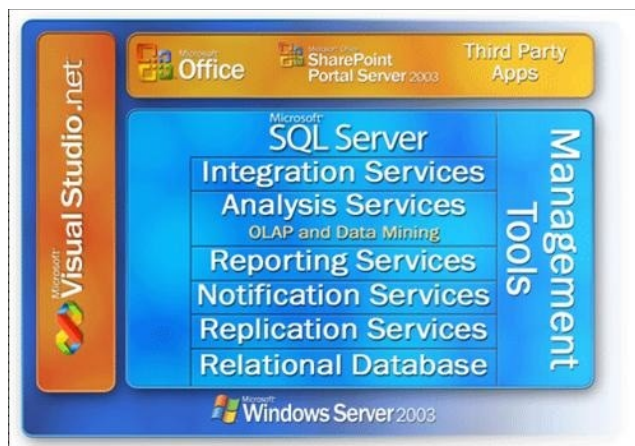 Microsoft
Visual Studio.net
Microsoft
Office
Microsoft Office
SharePoint
Portal Server 2003
Third Party
Apps
Microsoft
SQL Server
Integration Services
Analysis Services
OLAP and Data Mining
Reporting Services
Notification Services
Replication Services
Relational Database
Management
Tools
Microsoft
Windows Server 2003